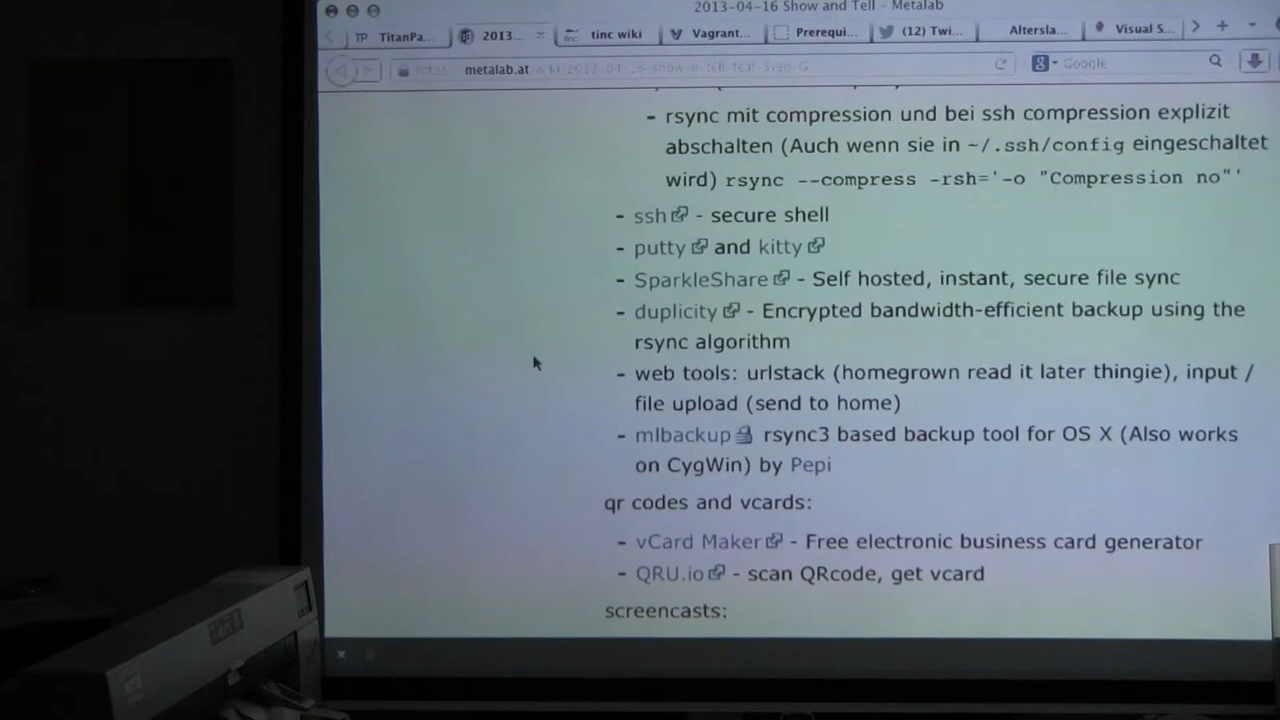 2013-04-16 Show and Tell - Metalab
TitanPa... 2013... tinc wiki Vagrant... Prerequi... (12) Twi... Altersla... Visual S...
metalab.at Google
- rsync mit compression und bei ssh compression explizit
abschalten (Auch wenn sie in ~/.ssh/config eingeschaltet
wird) rsync --compress -rsh='-o "Compression no"'
- ssh - secure shell
- putty and kitty
- SparkleShare - Self hosted, instant, secure file sync
- duplicity - Encrypted bandwidth-efficient backup using the
rsync algorithm
- web tools: urlstack (homegrown read it later thingie), input /
file upload (send to home)
- mlbackup rsync3 based backup tool for OS X (Also works
on CygWin) by Pepi
qr codes and vcards:
- vCard Maker - Free electronic business card generator
- QRU.io - scan QRcode, get vcard
screencasts: